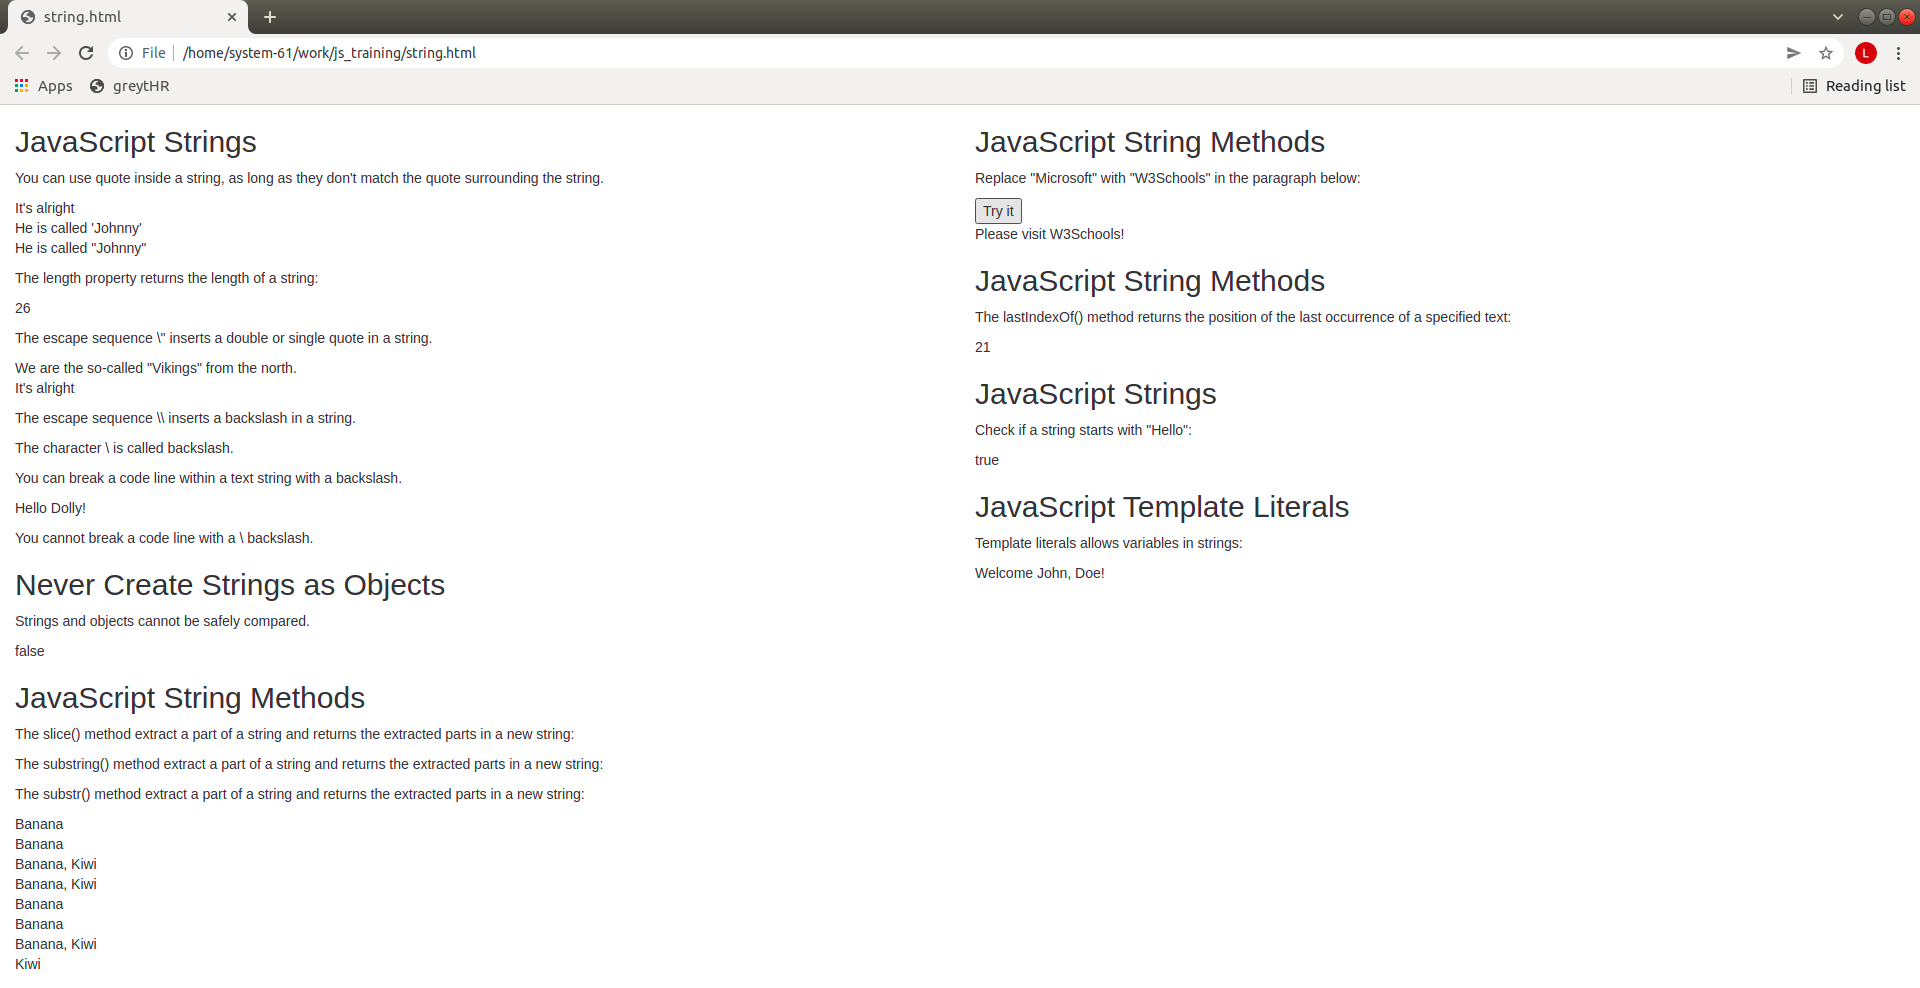 string.html
File
/home/system-61/work/js_training/string.html
L
Apps
greytHR
Reading list
JavaScript Strings
You can use quote inside a string, as long as they don't match the quote surrounding the string.
It's alright
He is called 'Johnny'
He is called "Johnny"
The length property returns the length of a string:
26
The escape sequence \" inserts a double or single quote in a string.
We are the so-called "Vikings" from the north.
It's alright
The escape sequence \\ inserts a backslash in a string.
The character \ is called backslash.
You can break a code line within a text string with a backslash.
Hello Dolly!
You cannot break a code line with a \ backslash.
Never Create Strings as Objects
Strings and objects cannot be safely compared.
false
JavaScript String Methods
The slice() method extract a part of a string and returns the extracted parts in a new string:
The substring() method extract a part of a string and returns the extracted parts in a new string:
The substr() method extract a part of a string and returns the extracted parts in a new string:
Banana
Banana
Banana, Kiwi
Banana, Kiwi
Banana
Banana
Banana, Kiwi
Kiwi
JavaScript String Methods
Replace "Microsoft" with "W3Schools" in the paragraph below:
Try it
Please visit W3Schools!
JavaScript String Methods
The lastIndexOf() method returns the position of the last occurrence of a specified text:
21
JavaScript Strings
Check if a string starts with "Hello":
true
JavaScript Template Literals
Template literals allows variables in strings:
Welcome John, Doe!